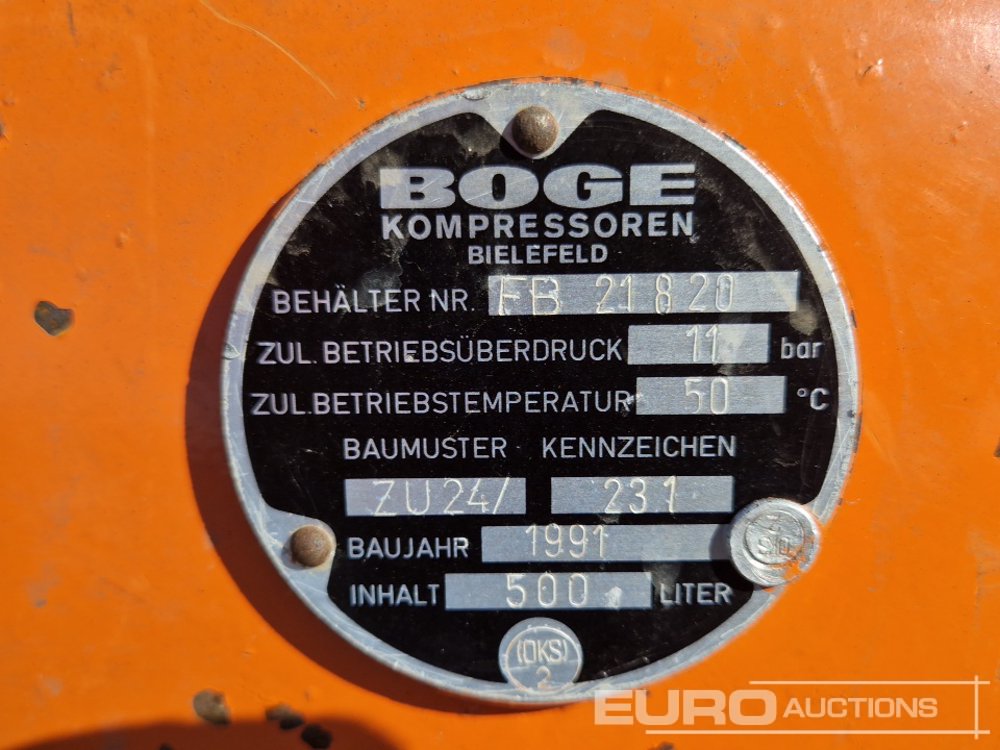 BOGE
KOMPRESSOREN
BIELEFELD
BEHÄLTER NR. FB 21820
ZUL. BETRIEBSÜBERDRUCK 11 bar
ZUL. BETRIEBSTEMPERATUR 50 °C
BAUMUSTER KENNZEICHEN
ZU24/ 231
BAUJAHR 1991
INHALT 500 LITER
(OKS)
2
EURO AUCTIONS